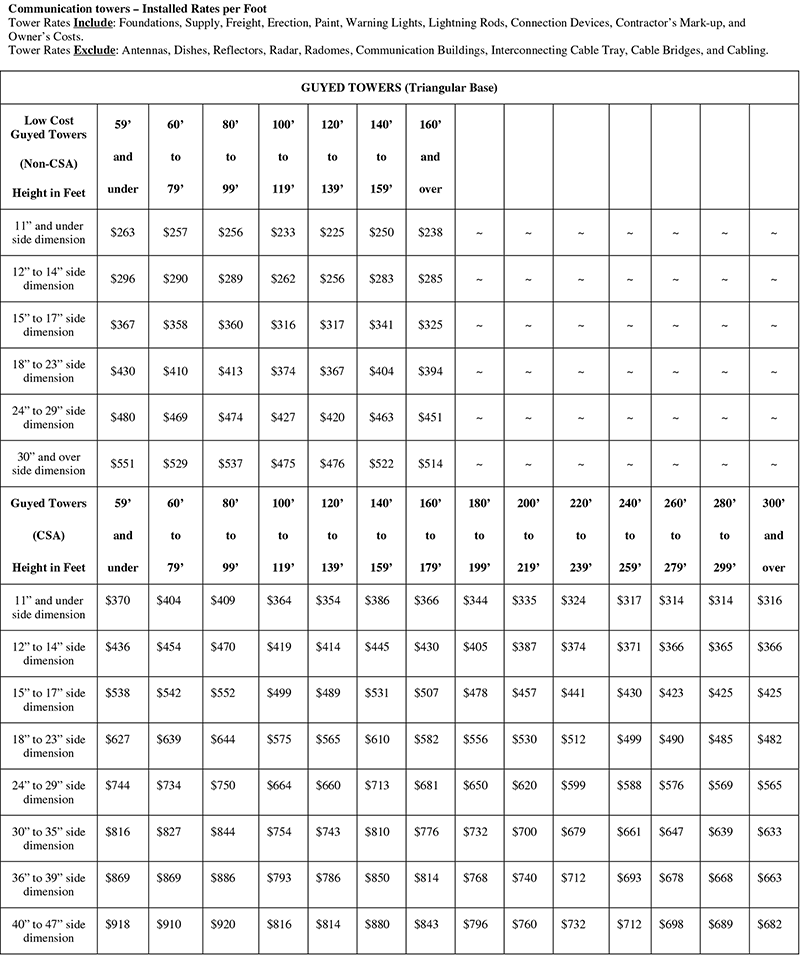 Communication towers – Installed Rates per Foot
Tower Rates Include: Foundations, Supply, Freight, Erection, Paint, Warning Lights, Lightning Rods, Connection Devices, Contractor's Mark-up, and
Owner's Costs.
Tower Rates Exclude: Antennas, Dishes, Reflectors, Radar, Radomes, Communication Buildings, Interconnecting Cable Tray, Cable Bridges, and Cabling.
GUYED TOWERS (Triangular Base)
Low Cost 59' 60' 80' 100' 120' 140' 160'
Guyed Towers
(Non-CSA) and to to to to to and
Height in Feet under 79' 99' 119' 139' 159' over
11" and under $263 $257 $256 $233 $225 $250 $238 ~ ~ ~ ~ ~ ~ ~
side dimension
12" to 14" side $296 $290 $289 $262 $256 $283 $285 ~ ~ ~ ~ ~ ~ ~
dimension
15" to 17" side $367 $358 $360 $316 $317 $341 $325 ~ ~ ~ ~ ~ ~ ~
dimension
18" to 23" side $430 $410 $413 $374 $367 $404 $394 ~ ~ ~ ~ ~ ~ ~
dimension
24" to 29" side $480 $469 $474 $427 $420 $463 $451 ~ ~ ~ ~ ~ ~ ~
dimension
30" and over $551 $529 $537 $475 $476 $522 $514 ~ ~ ~ ~ ~ ~ ~
side dimension
Guyed Towers 59' 60' 80' 100' 120' 140' 160' 180' 200' 220' 240' 260' 280' 300'
(CSA) and to to to to to to to to to to to to and
Height in Feet under 79' 99' 119' 139' 159' 179' 199' 219' 239' 259' 279' 299' over
11" and under $370 $404 $409 $364 $354 $386 $366 $344 $335 $324 $317 $314 $314 $316
side dimension
12" to 14" side $436 $454 $470 $419 $414 $445 $430 $405 $387 $374 $371 $366 $365 $366
dimension
15" to 17" side $538 $542 $552 $499 $489 $531 $507 $478 $457 $441 $430 $423 $425 $425
dimension
18" to 23" side $627 $639 $644 $575 $565 $610 $582 $556 $530 $512 $499 $490 $485 $482
dimension
24" to 29" side $744 $734 $750 $664 $660 $713 $681 $650 $620 $599 $588 $576 $569 $565
dimension
30" to 35" side $816 $827 $844 $754 $743 $810 $776 $732 $700 $679 $661 $647 $639 $633
dimension
36" to 39" side $869 $869 $886 $793 $786 $850 $814 $768 $740 $712 $693 $678 $668 $663
dimension
40" to 47" side $918 $910 $920 $816 $814 $880 $843 $796 $760 $732 $712 $698 $689 $682
dimension